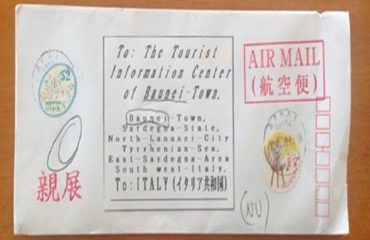 To: The Tourist
Information Center
of Baunei-Town.
Baunei-Town,
Sardegna-State,
North-Lanusei-City
Tyrrhenian Sea,
East-Sardegna-Area
South west-Italy.
To: ITALY (イタリア共和国)
AIR MAIL
(航空便)
52
親展
(NU)